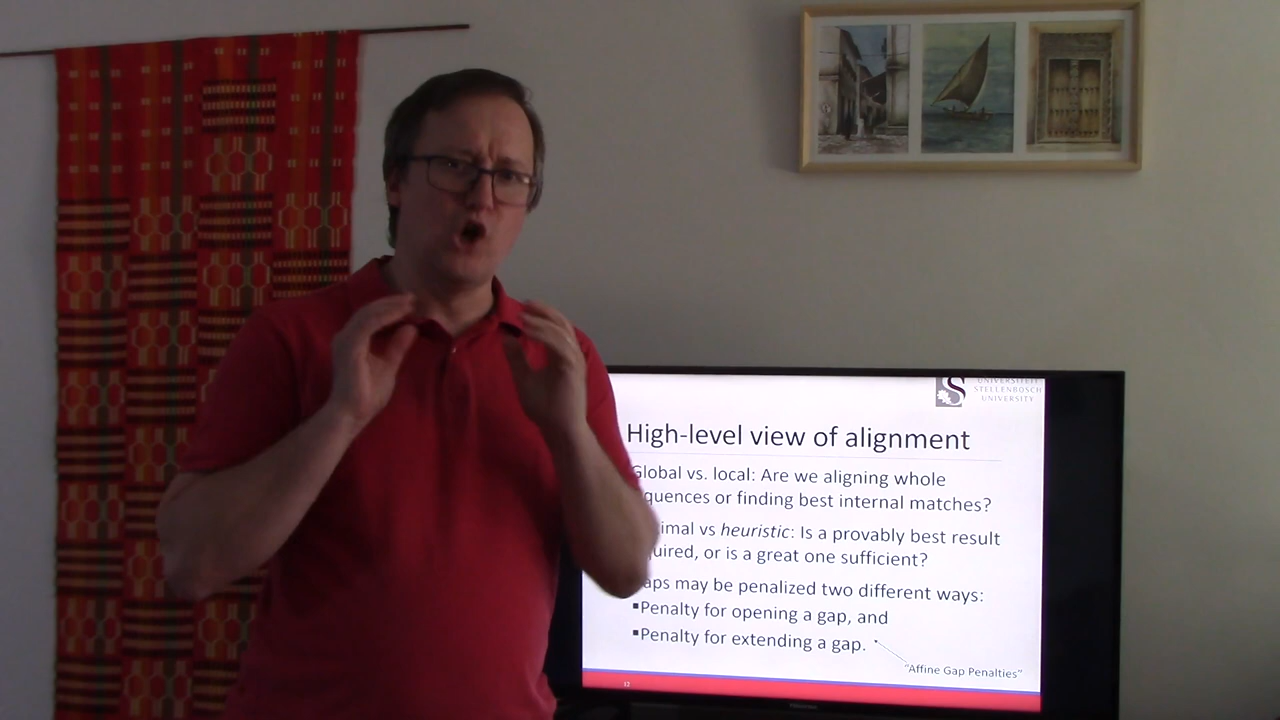 UNIVERSITEIT
STELLENBOSCH
UNIVERSITY
High-level view of alignment
Global vs. local: Are we aligning whole
quences or finding best internal matches?
imal vs heuristic: Is a provably best result
quired, or is a great one sufficient?
aps may be penalized two different ways:
▪Penalty for opening a gap, and
▪Penalty for extending a gap.
"Affine Gap Penalties"
12